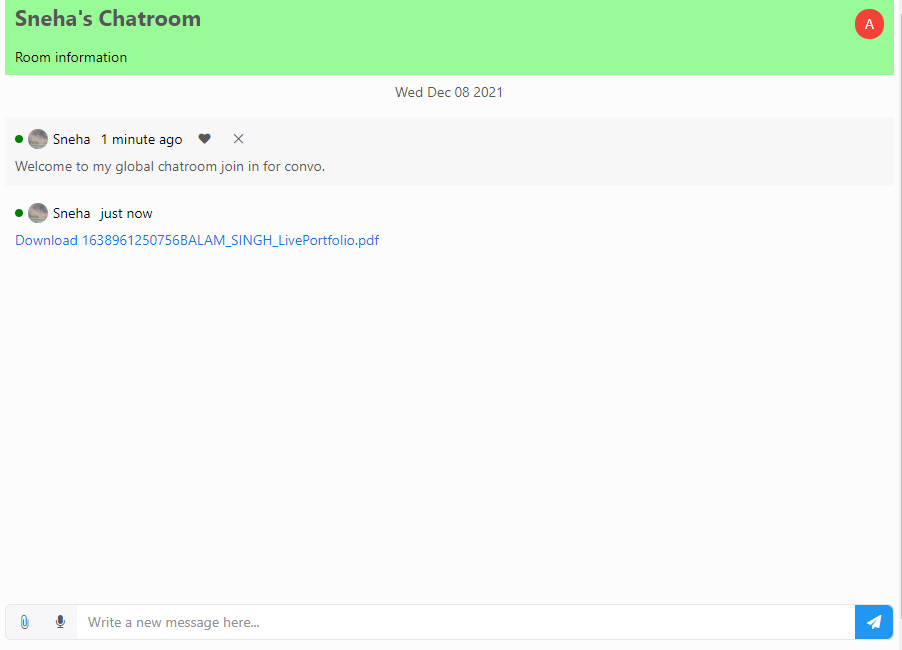 Sneha's Chatroom
A
Room information
Wed Dec 08 2021
Sneha 1 minute ago
Welcome to my global chatroom join in for convo.
Sneha just now
Download 1638961250756BALAM_SINGH_LivePortfolio.pdf
Write a new message here...